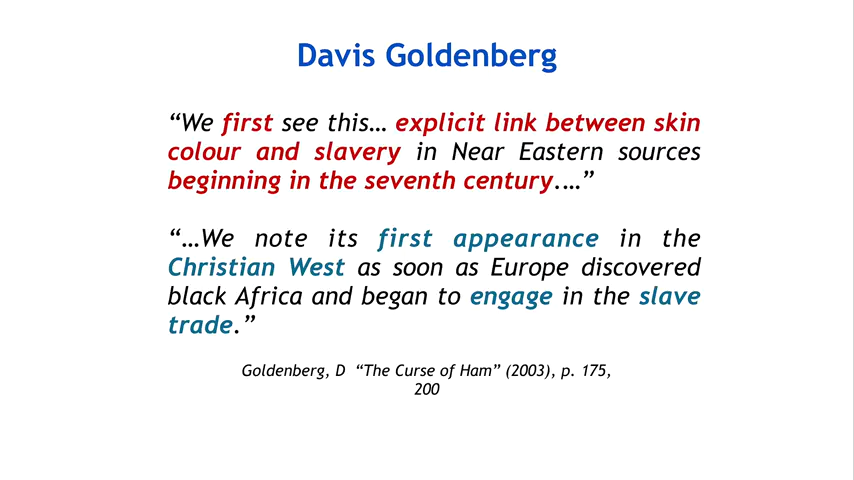 Davis Goldenberg
“We first see this… explicit link between skin
colour and slavery in Near Eastern sources
beginning in the seventh century.…”
“…We note its first appearance in the
Christian West as soon as Europe discovered
black Africa and began to engage in the slave
trade.”
Goldenberg, D “The Curse of Ham” (2003), p. 175,
200